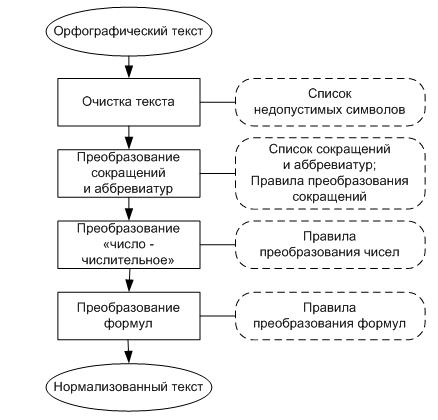 Орфографический текст
Очистка текста
Список
недопустимых символов
Преобразование
сокращений
и аббревиатур
Список сокращений
и аббревиатур;
Правила преобразования
сокращений
Преобразование
«число -
числительное»
Правила
преобразования чисел
Преобразование
формул
Правила
преобразования формул
Нормализованный текст